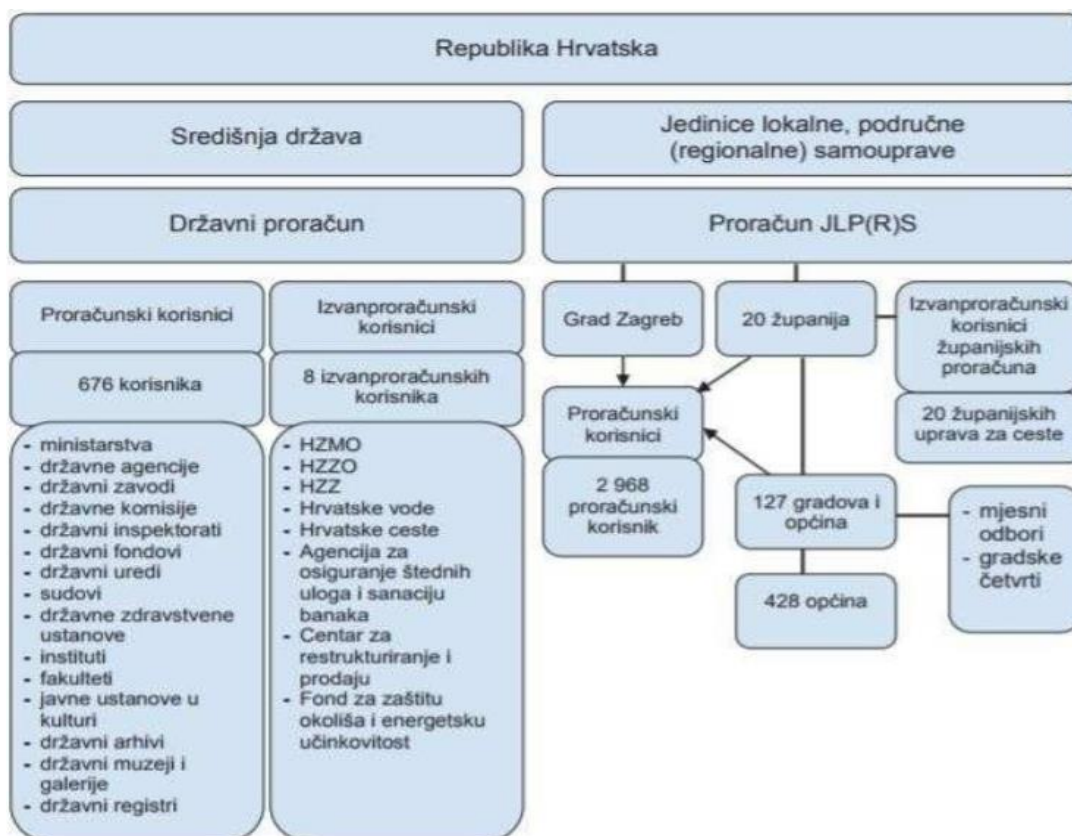 Republika Hrvatska
Središnja država
Jedinice lokalne, područne
(regionalne) samouprave
Državni proračun
Proračun JLP(R)S
Proračunski korisnici
Izvanproračunski
korisnici
676 korisnika
8 izvanproračunskih
korisnika
- ministarstva
- državne agencije
- državni zavodi
- državne komisije
- državni inspektorati
- državni fondovi
- državni uredi
- sudovi
- državne zdravstvene
ustanove
- instituti
- fakulteti
- javne ustanove u
kulturi
- državni arhivi
- državni muzeji i
galerije
- državni registri
- HZMO
- HZZO
- HZZ
- Hrvatske vode
- Hrvatske ceste
- Agencija za
osiguranje štednih
uloga i sanaciju
banaka
- Centar za
restrukturiranje i
prodaju
- Fond za zaštitu
okoliša i energetsku
učinkovitost
Grad Zagreb
20 županija
Izvanproračunski
korisnici
županijskih
proračuna
20 županijskih
uprava za ceste
Proračunski
korisnici
2 968
proračunski
korisnik
127 gradova i
općina
- mjesni
odbori
- gradske
četvrti
428 općina